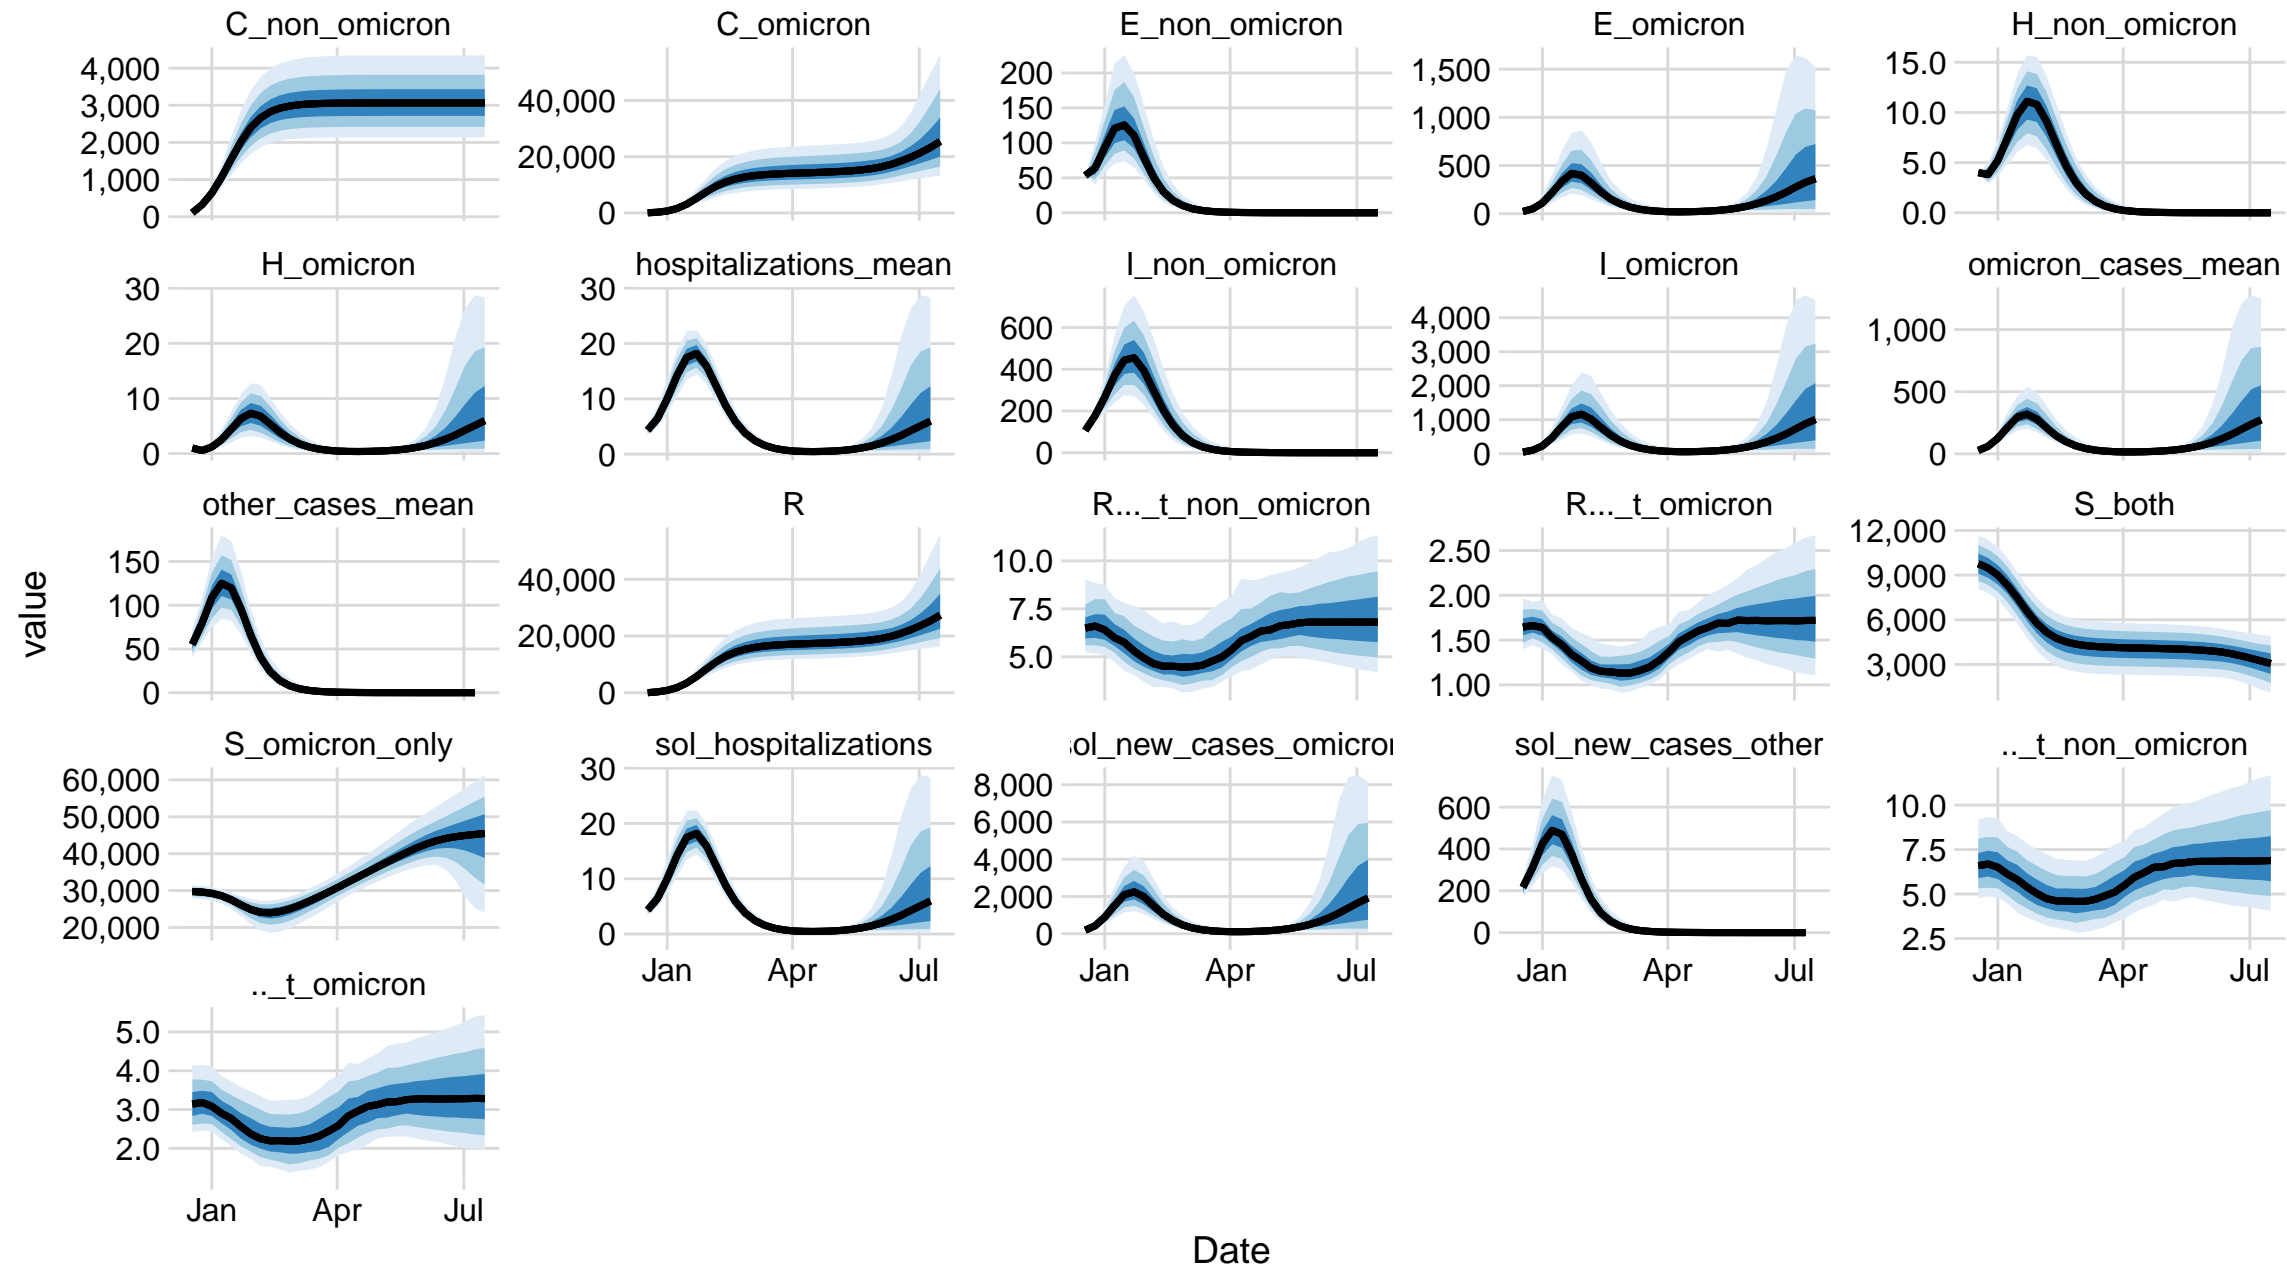 C_non_omicron C_omicron E_non_omicron E_omicron H_non_omicron
4,000 3,000 2,000 1,000 0
40,000 20,000 0
200 150 100 50 0
1,500 1,000 500 0
15.0 10.0 5.0 0.0
H_omicron hospitalizations_mean I_non_omicron I_omicron omicron_cases_mean
30 20 10 0
30 20 10 0
600 400 200 0
4,000 3,000 2,000 1,000 0
1,000 500 0
other_cases_mean R R..._t_non_omicron R..._t_omicron S_both
150 100 50 0
40,000 20,000 0
10.0 7.5 5.0
2.50 2.00 1.50 1.00
12,000 9,000 6,000 3,000
S_omicron_only sol_hospitalizations sol_new_cases_omicron sol_new_cases_other .._t_non_omicron
60,000 50,000 40,000 30,000 20,000
30 20 10 0
8,000 6,000 4,000 2,000 0
600 400 200 0
10.0 7.5 5.0 2.5
Jan Apr Jul
Jan Apr Jul
Jan Apr Jul
Jan Apr Jul
.._t_omicron
5.0 4.0 3.0 2.0
Jan Apr Jul
value
Date